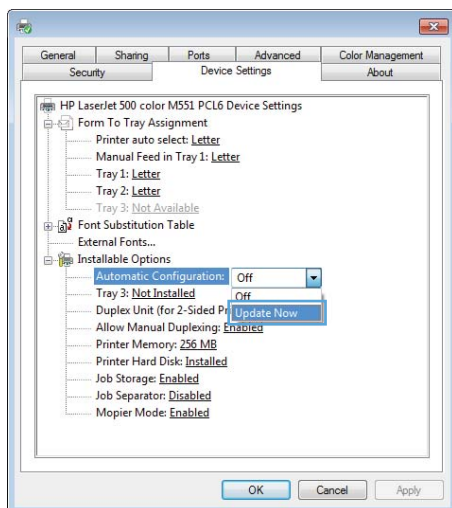 General Sharing Ports Advanced Color Management
Security Device Settings About
HP LaserJet 500 color M551 PCL6 Device Settings
Form To Tray Assignment
Printer auto select: Letter
Manual Feed in Tray 1: Letter
Tray 1: Letter
Tray 2: Letter
Tray 3: Not Available
Font Substitution Table
External Fonts...
Installable Options
Automatic Configuration: Off
Off
Tray 3: Not Installed
Update Now
Duplex Unit (for 2-Sided Pr
Allow Manual Duplexing: Enabled
Printer Memory: 256 MB
Printer Hard Disk: Installed
Job Storage: Enabled
Job Separator: Disabled
Mopier Mode: Enabled
OK Cancel Apply